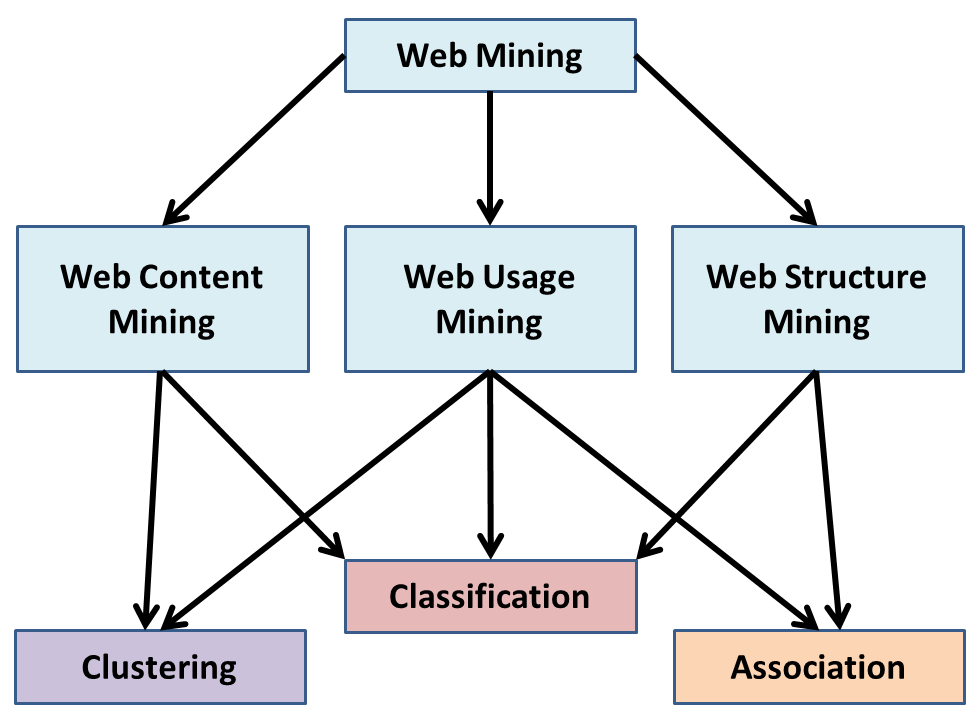 Web Mining
Web Content
Mining
Web Usage
Mining
Web Structure
Mining
Classification
Clustering
Association